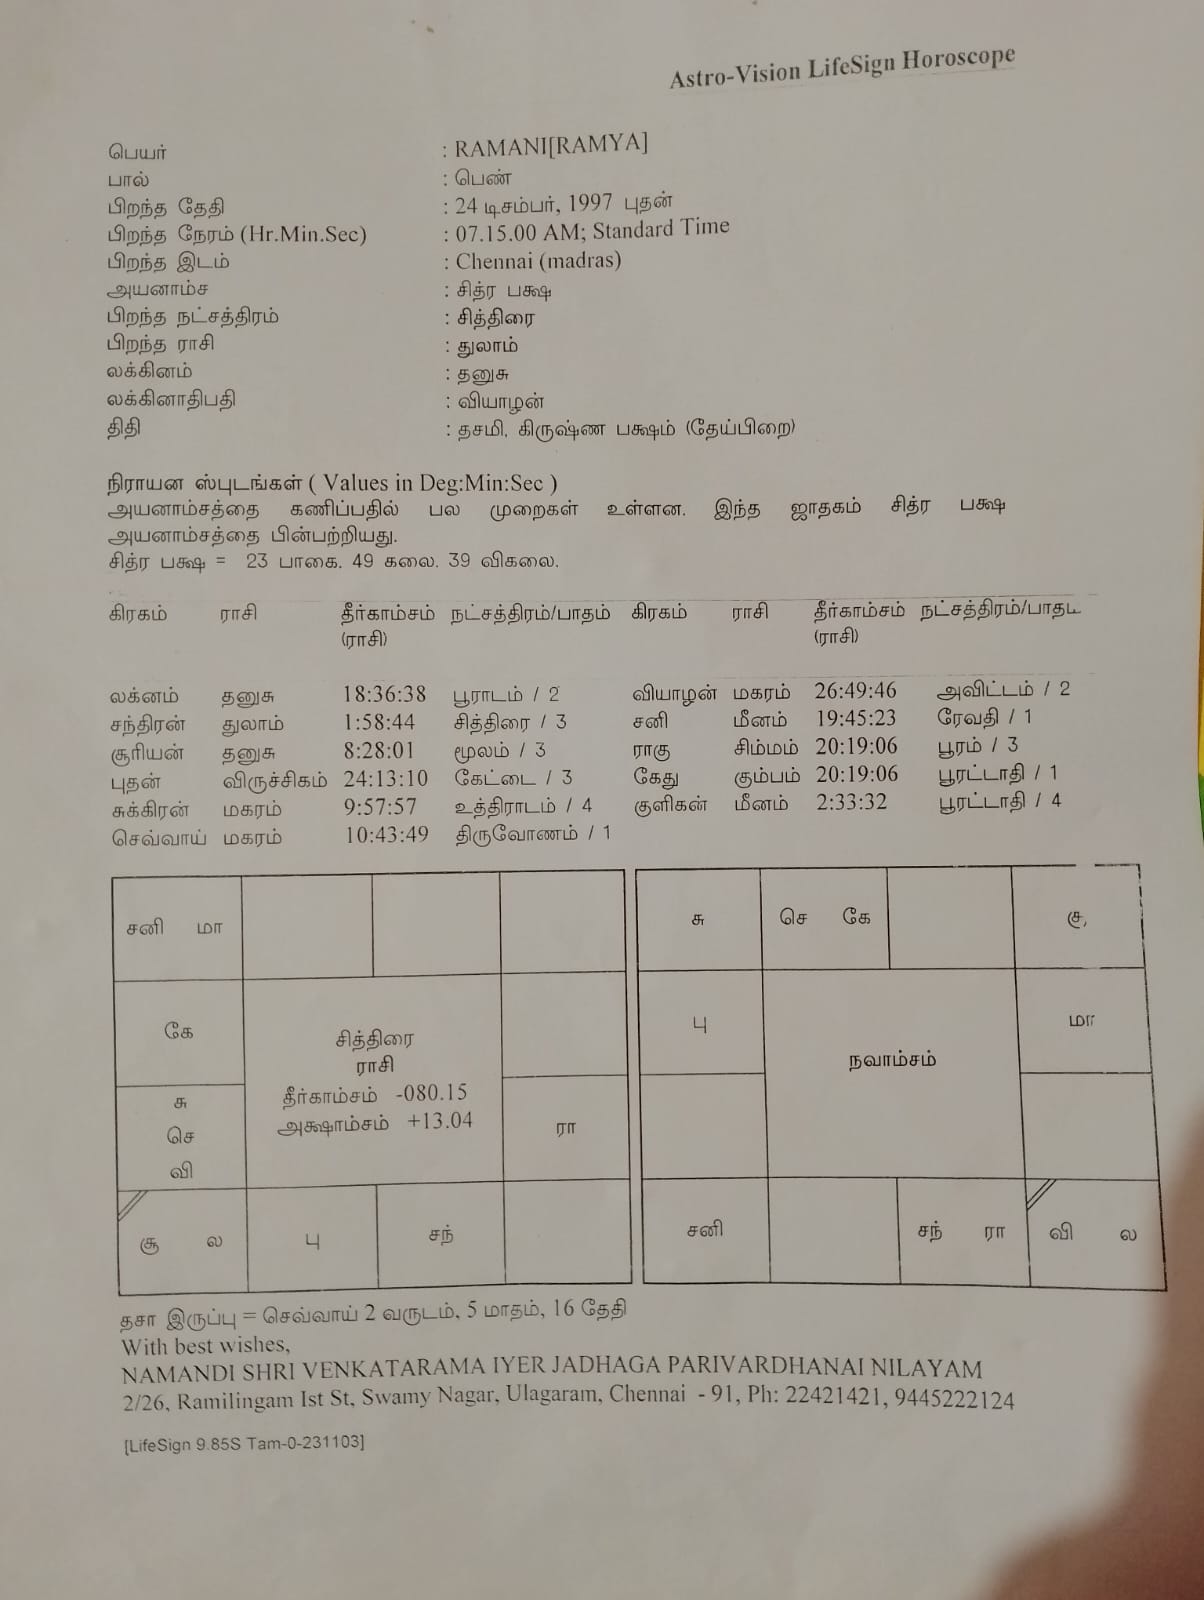 Astro-Vision LifeSign Horoscope
பெயர் : RAMANI[RAMYA]
பால் : பெண்
பிறந்த தேதி : 24 டிசம்பர், 1997 புதன்
பிறந்த நேரம் (Hr.Min.Sec) : 07.15.00 AM; Standard Time
பிறந்த இடம் : Chennai (madras)
அயனாம்ச : சித்ர பக்ஷ
பிறந்த நட்சத்திரம் : சித்திரை
பிறந்த ராசி : துலாம்
லக்கினம் : தனுசு
லக்கினாதிபதி : வியாழன்
திதி : தசமி, கிருஷ்ண பக்ஷம் (தேய்பிறை)
நிராயன ஸ்புடங்கள் ( Values in Deg:Min:Sec )
அயனாம்சத்தை கணிப்பதில் பல முறைகள் உள்ளன. இந்த ஜாதகம் சித்ர பக்ஷ
அயனாம்சத்தை பின்பற்றியது.
சித்ர பக்ஷ = 23 பாகை. 49 கலை. 39 விகலை.
கிரகம் ராசி தீர்காம்சம் நட்சத்திரம்/பாதம் கிரகம் ராசி தீர்காம்சம் நட்சத்திரம்/பாதம்
(ராசி) (ராசி)
லக்னம் தனுசு 18:36:38 பூராடம் / 2 வியாழன் மகரம் 26:49:46 அவிட்டம் / 2
சந்திரன் துலாம் 1:58:44 சித்திரை / 3 சனி மீனம் 19:45:23 ரேவதி / 1
சூரியன் தனுசு 8:28:01 மூலம் / 3 ராகு சிம்மம் 20:19:06 பூரம் / 3
புதன் விருச்சிகம் 24:13:10 கேட்டை / 3 கேது கும்பம் 20:19:06 பூரட்டாதி / 1
சுக்கிரன் மகரம் 9:57:57 உத்திராடம் / 4 குளிகன் மீனம் 2:33:32 பூரட்டாதி / 4
செவ்வாய் மகரம் 10:43:49 திருவோணம் / 1
சனி மா
கே
சு
செ
வி
சித்திரை
ராசி
தீர்காம்சம் -080.15
அக்ஷாம்சம் +13.04
ரா
சூ ல பு சந்
சு செ கே சூ
பு மா
நவாம்சம்
சனி சந் ரா வி ல
தசா இருப்பு = செவ்வாய் 2 வருடம், 5 மாதம், 16 தேதி
With best wishes,
NAMANDI SHRI VENKATARAMA IYER JADHAGA PARIVARDHANAI NILAYAM
2/26, Ramilingam Ist St, Swamy Nagar, Ulagaram, Chennai - 91, Ph: 22421421, 9445222124
[LifeSign 9.85S Tam-0-231103]